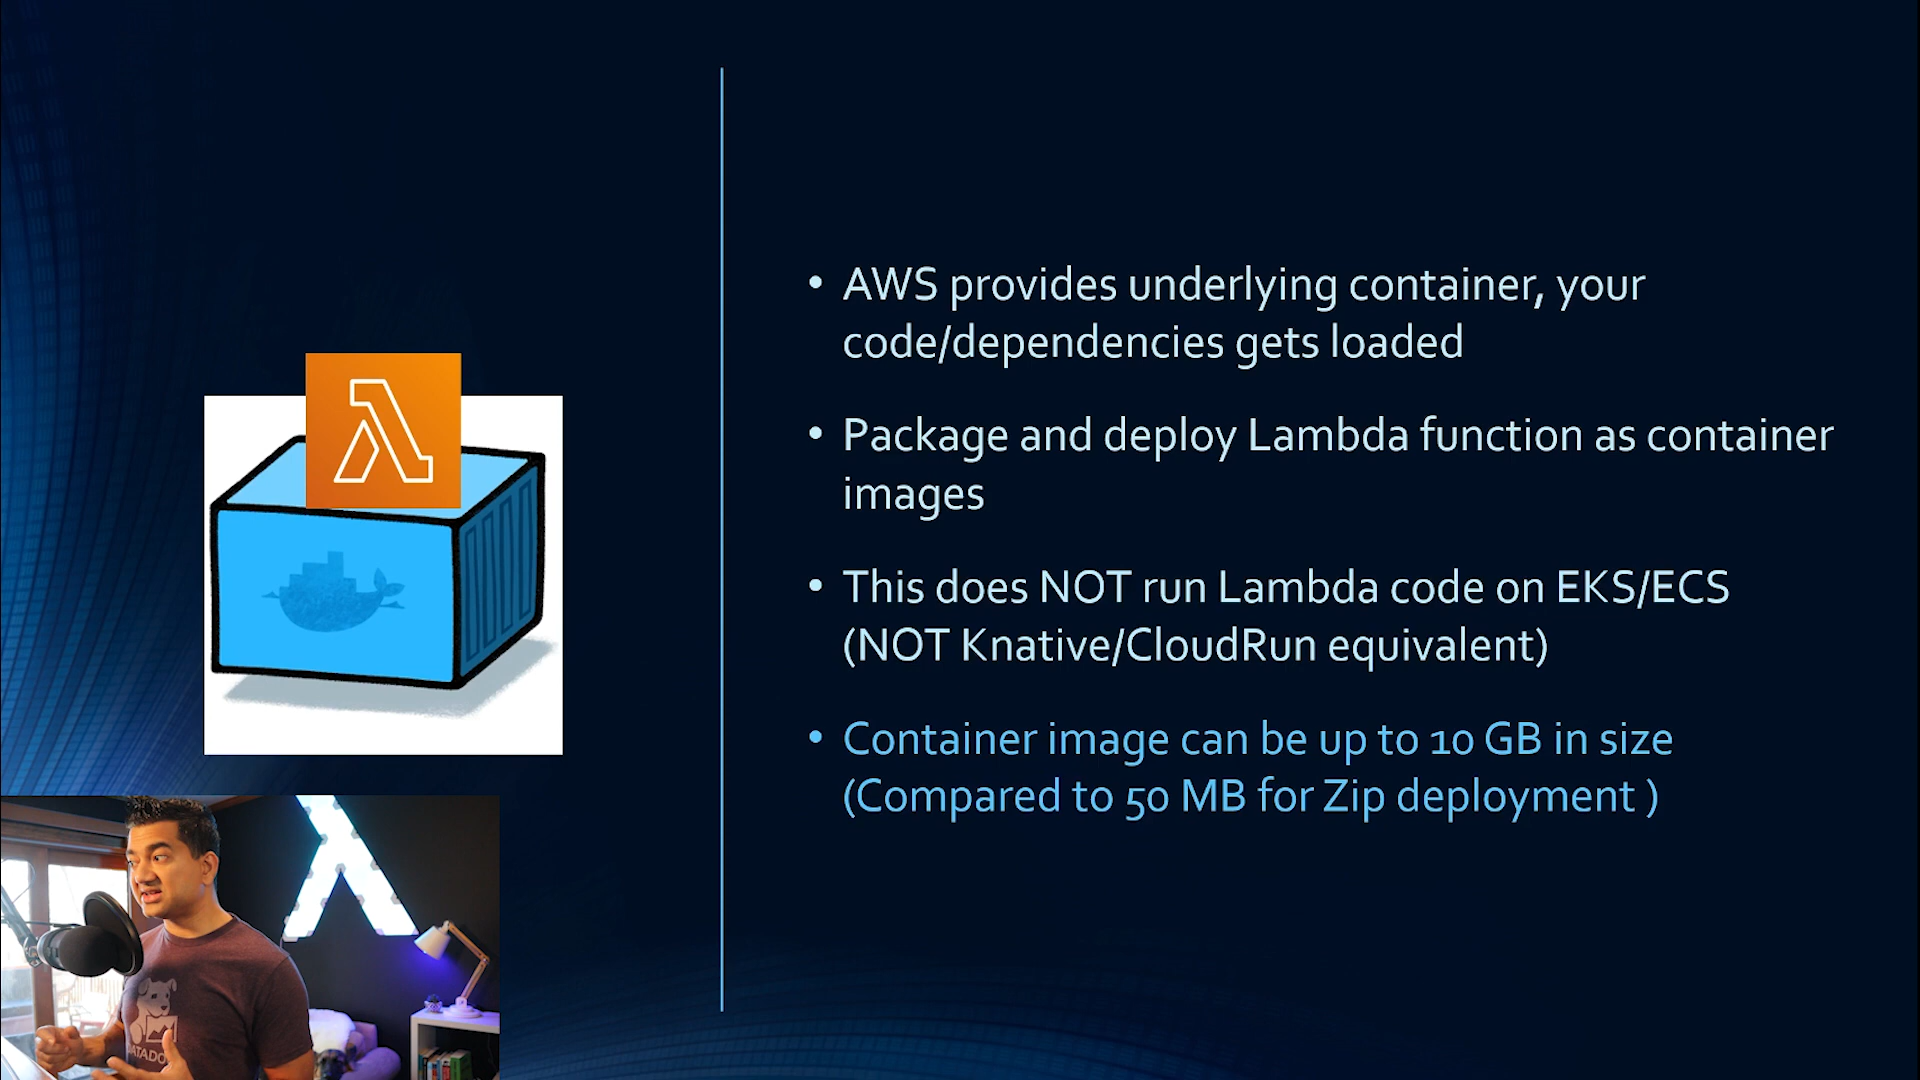 • AWS provides underlying container, your
code/dependencies gets loaded
• Package and deploy Lambda function as container
images
• This does NOT run Lambda code on EKS/ECS
(NOT Knative/CloudRun equivalent)
• Container image can be up to 10 GB in size
(Compared to 50 MB for Zip deployment )
DATADO